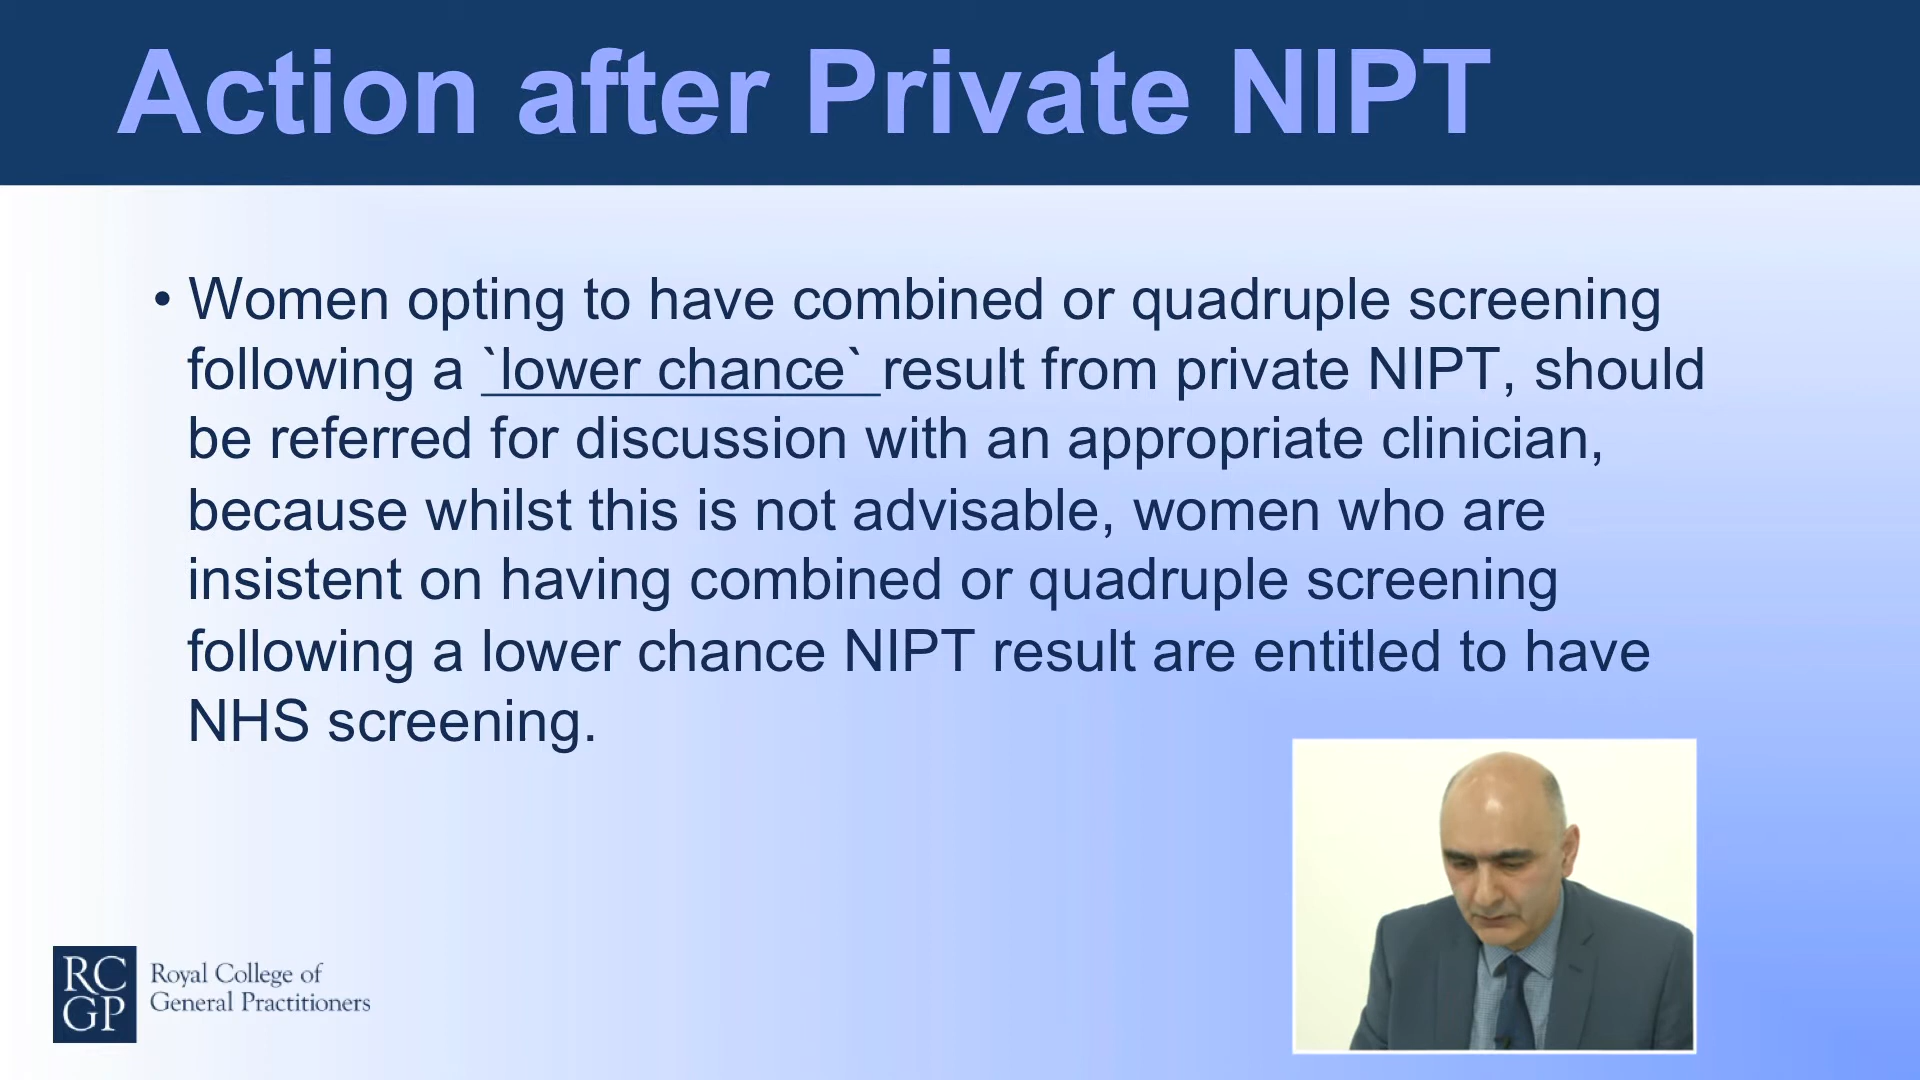 Action after Private NIPT
• Women opting to have combined or quadruple screening
following a `lower chance` result from private NIPT, should
be referred for discussion with an appropriate clinician,
because whilst this is not advisable, women who are
insistent on having combined or quadruple screening
following a lower chance NIPT result are entitled to have
NHS screening.
RC
GP
Royal College of
General Practitioners